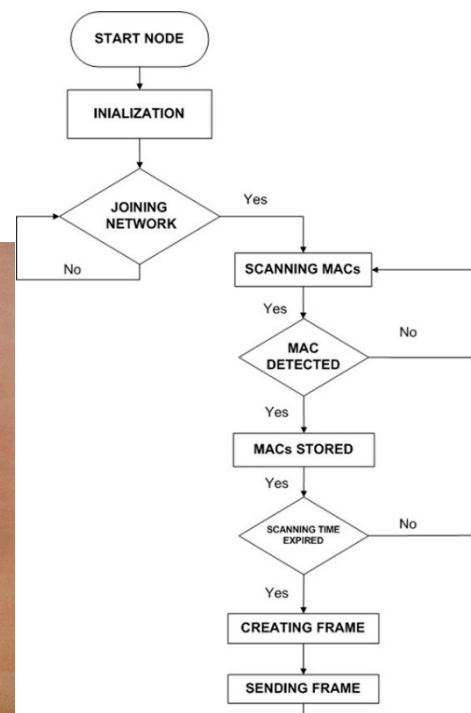 START NODE
INIALIZATION
JOINING
NETWORK
Yes
No
SCANNING MACs
Yes
MAC
DETECTED
No
Yes
MACs STORED
Yes
SCANNING TIME
EXPIRED
No
Yes
CREATING FRAME
SENDING FRAME